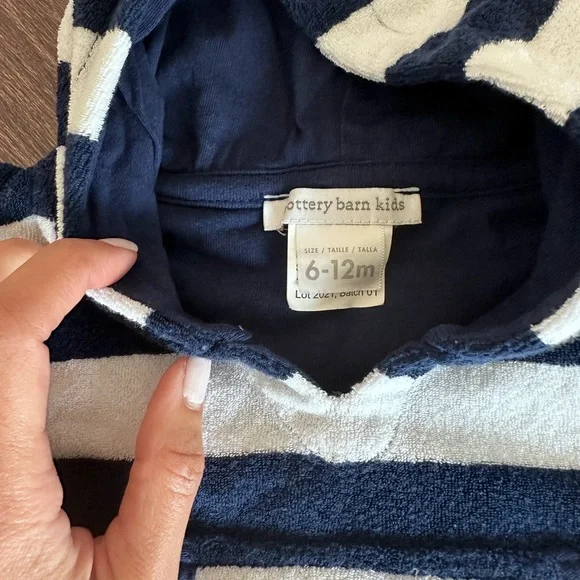 ottery barn kids
SIZE / TAILLE / TALLA
6-12m
Lot 2021, Batch 01